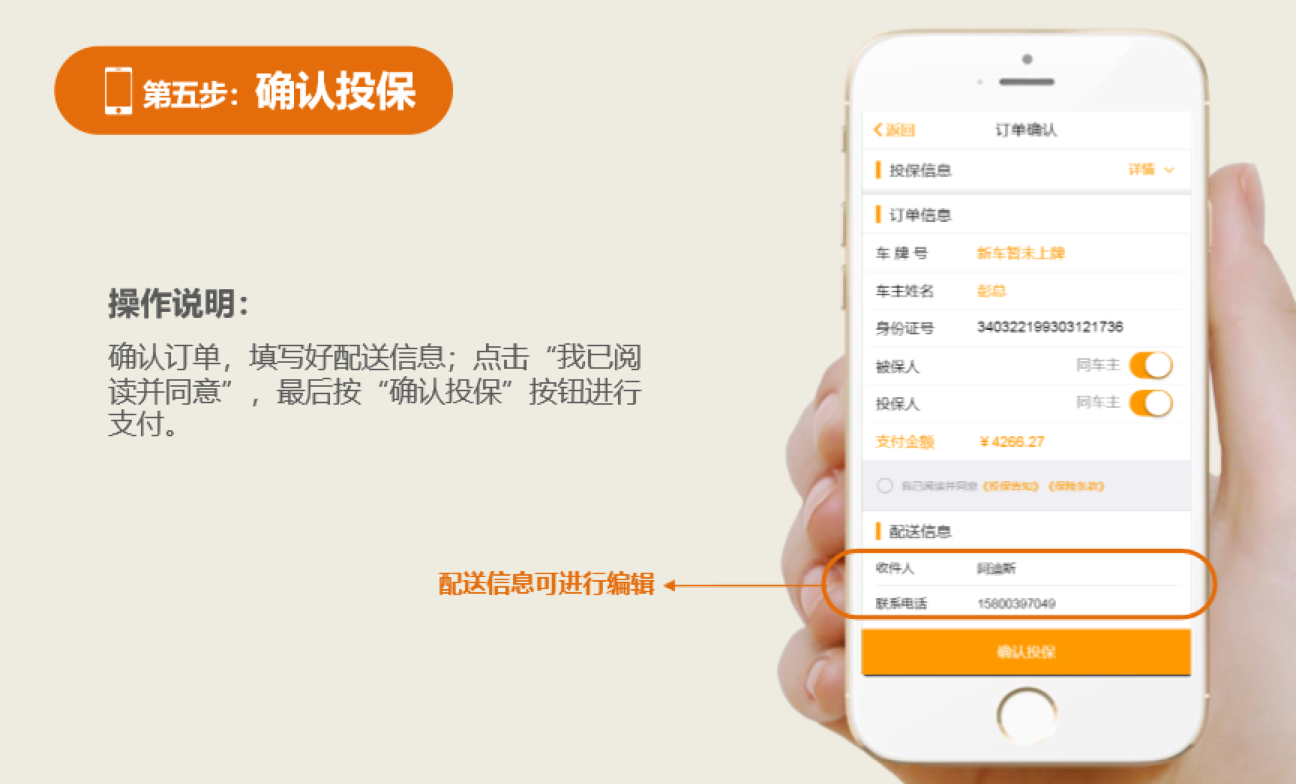 第五步：确认投保
操作说明：
确认订单，填写好配送信息；点击“我已阅
读并同意”，最后按“确认投保”按钮进行
支付。
配送信息可进行编辑
返回 订单确认
投保信息 详情
订单信息
车牌号 新车暂未上牌
车主姓名 彭总
身份证号 340322199303121736
被保人 同车主
投保人 同车主
支付金额 ￥4266.27
我已阅读并同意《投保告知》《保险条款》
配送信息
收件人 阿迪斯
联系电话 15800397049
确认投保